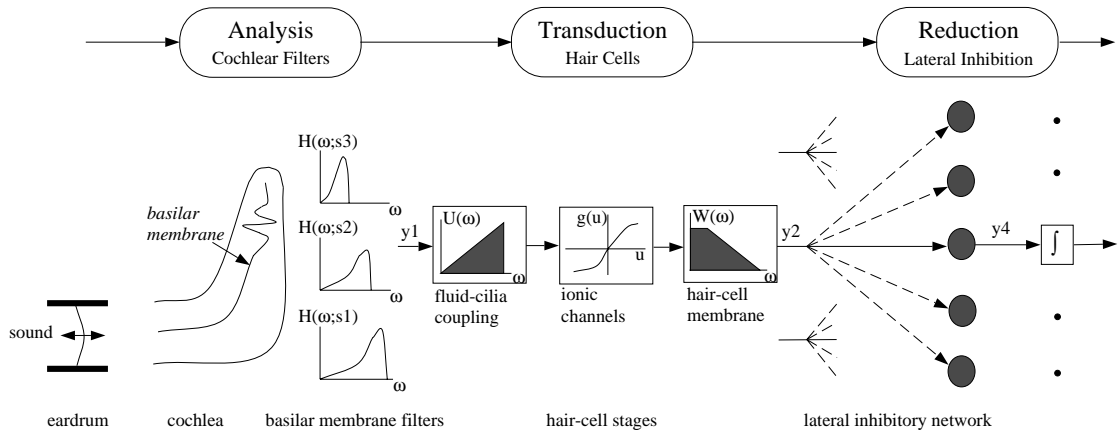 Analysis
Cochlear Filters
Transduction
Hair Cells
Reduction
Lateral Inhibition
H(ω;s3)
ω
H(ω;s2)
ω
H(ω;s1)
ω
basilar
membrane
sound
y1
U(ω)
ω
fluid-cilia
coupling
g(u)
u
ionic
channels
W(ω)
ω
hair-cell
membrane
y2
y4
∫
eardrum
cochlea
basilar membrane filters
hair-cell stages
lateral inhibitory network